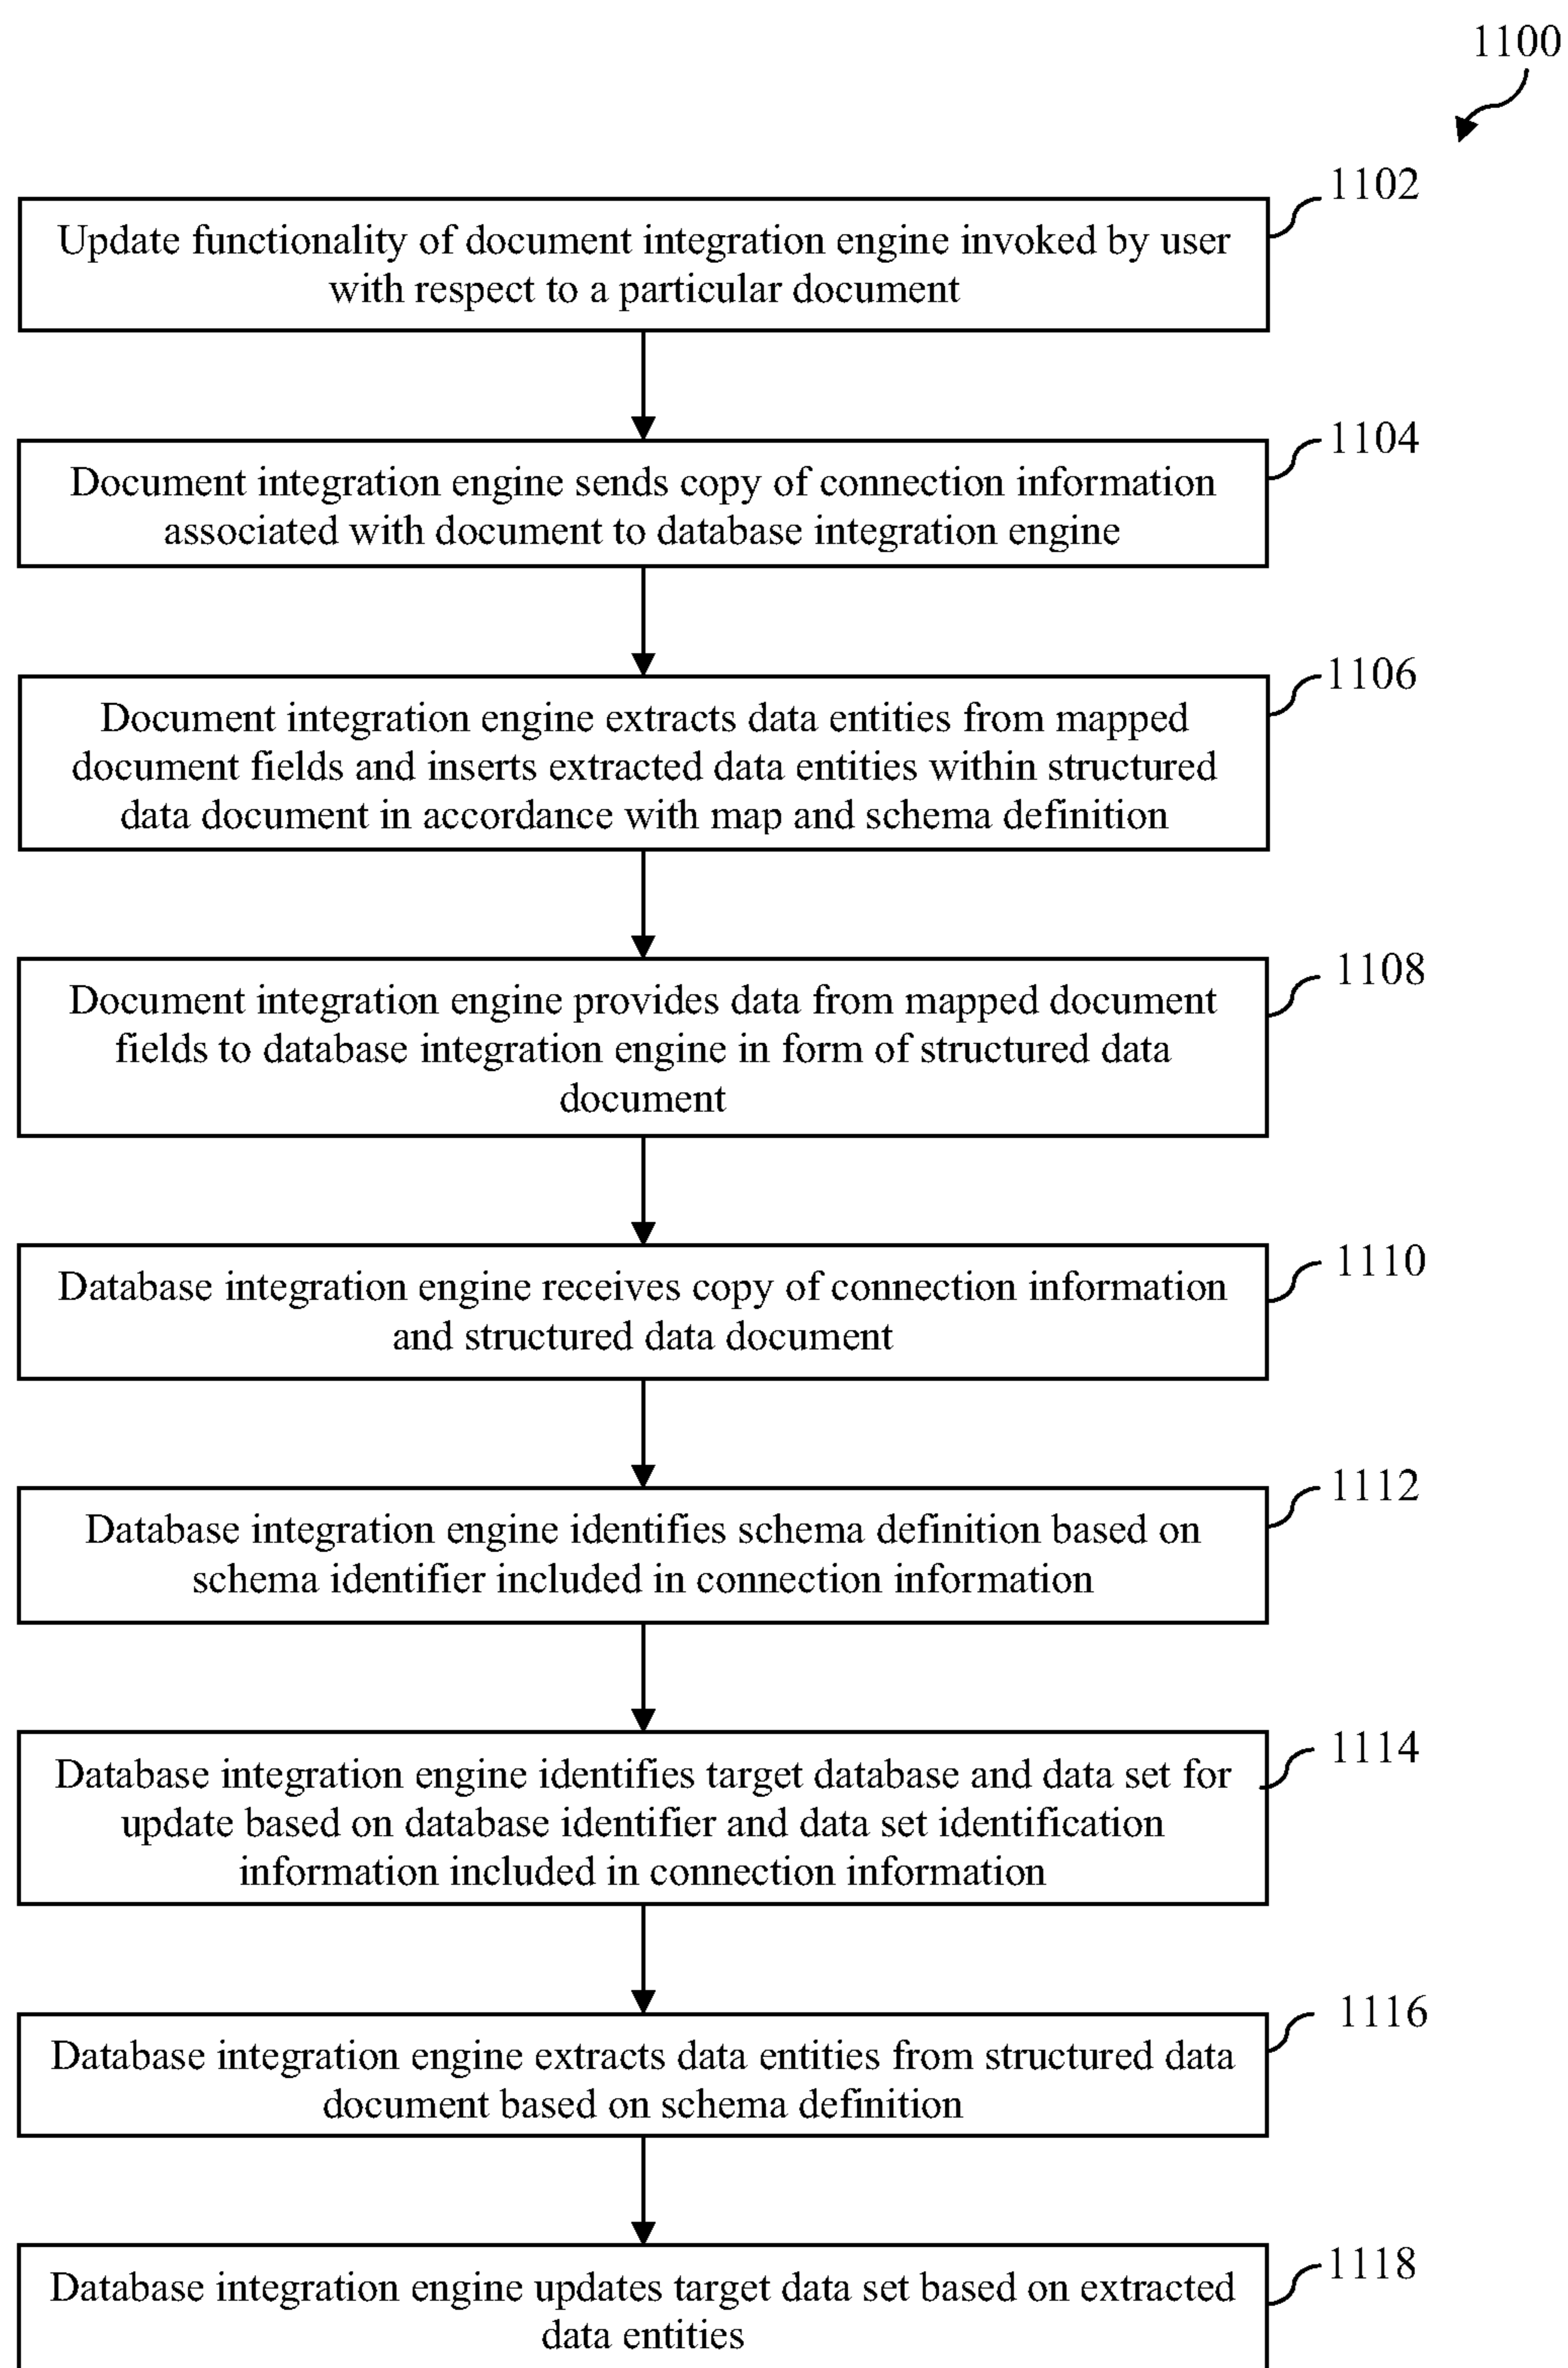 1100
1102
Update functionality of document integration engine invoked by user
with respect to a particular document
1104
Document integration engine sends copy of connection information
associated with document to database integration engine
1106
Document integration engine extracts data entities from mapped
document fields and inserts extracted data entities within structured
data document in accordance with map and schema definition
1108
Document integration engine provides data from mapped document
fields to database integration engine in form of structured data
document
1110
Database integration engine receives copy of connection information
and structured data document
1112
Database integration engine identifies schema definition based on
schema identifier included in connection information
1114
Database integration engine identifies target database and data set for
update based on database identifier and data set identification
information included in connection information
1116
Database integration engine extracts data entities from structured data
document based on schema definition
1118
Database integration engine updates target data set based on extracted
data entities